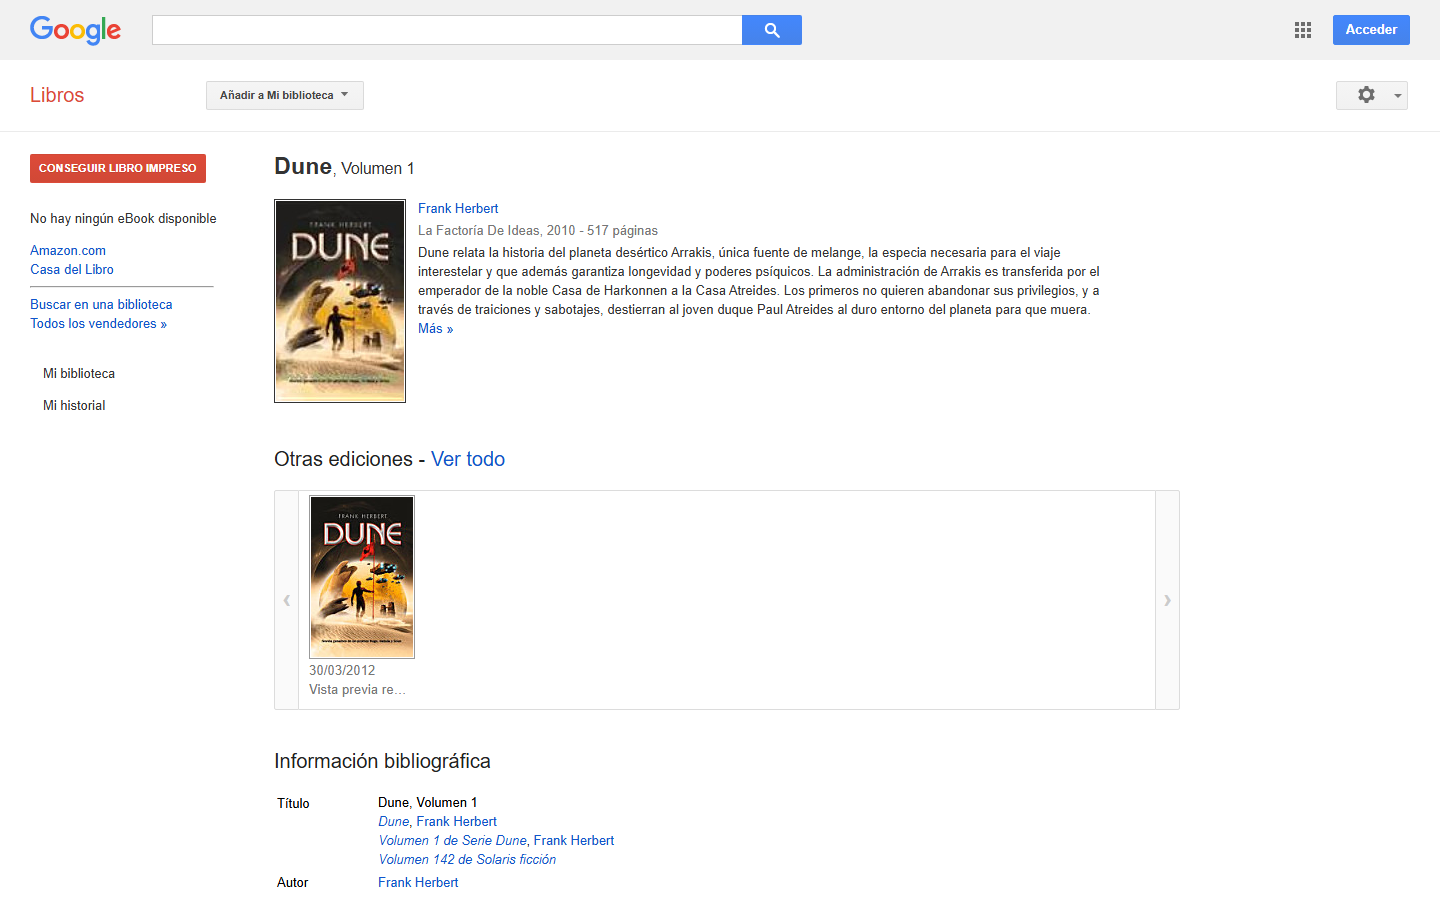 Google
Acceder
Libros
Añadir a Mi biblioteca
CONSEGUIR LIBRO IMPRESO
No hay ningún eBook disponible
Amazon.com
Casa del Libro
Buscar en una biblioteca
Todos los vendedores »
Mi biblioteca
Mi historial
Dune, Volumen 1
FRANK HERBERT
DUNE
Frank Herbert
La Factoría De Ideas, 2010 - 517 páginas
Dune relata la historia del planeta desértico Arrakis, única fuente de melange, la especia necesaria para el viaje
interestelar y que además garantiza longevidad y poderes psíquicos. La administración de Arrakis es transferida por el
emperador de la noble Casa de Harkonnen a la Casa Atreides. Los primeros no quieren abandonar sus privilegios, y a
través de traiciones y sabotajes, destierran al joven duque Paul Atreides al duro entorno del planeta para que muera.
Más »
Otras ediciones - Ver todo
‹
FRANK HERBERT
DUNE
›
30/03/2012
Vista previa re...
Información bibliográfica
Título
Dune, Volumen 1
Dune, Frank Herbert
Volumen 1 de Serie Dune, Frank Herbert
Volumen 142 de Solaris ficción
Autor
Frank Herbert